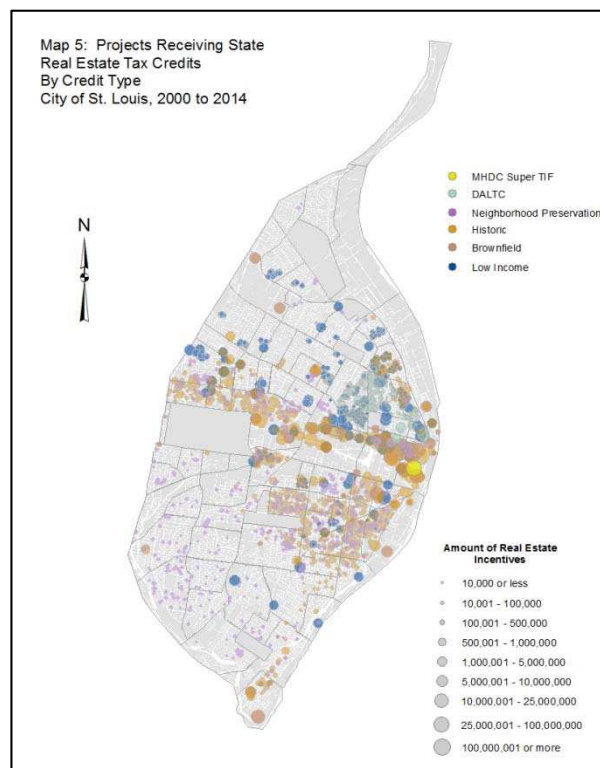 Map 5: Projects Receiving State
Real Estate Tax Credits
By Credit Type
City of St. Louis, 2000 to 2014
MHDC Super TIF
DALTC
Neighborhood Preservation
Historic
Brownfield
Low Income
N
Amount of Real Estate
Incentives
10,000 or less
10,001 - 100,000
100,001 - 500,000
500,001 - 1,000,000
1,000,001 - 5,000,000
5,000,001 - 10,000,000
10,000,001 - 25,000,000
25,000,001 - 100,000,000
100,000,001 or more